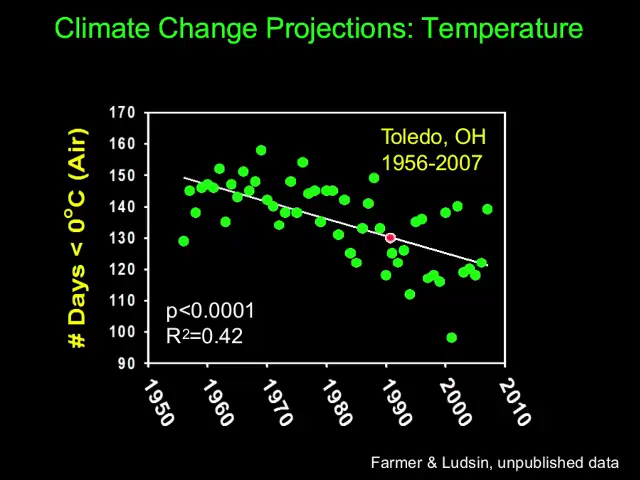 Climate Change Projections: Temperature
170
160
150
140
130
120
110
100
90
# Days < 0°C (Air)
Toledo, OH
1956-2007
p<0.0001
R²=0.42
1950
1960
1970
1980
1990
2000
2010
Farmer & Ludsin, unpublished data